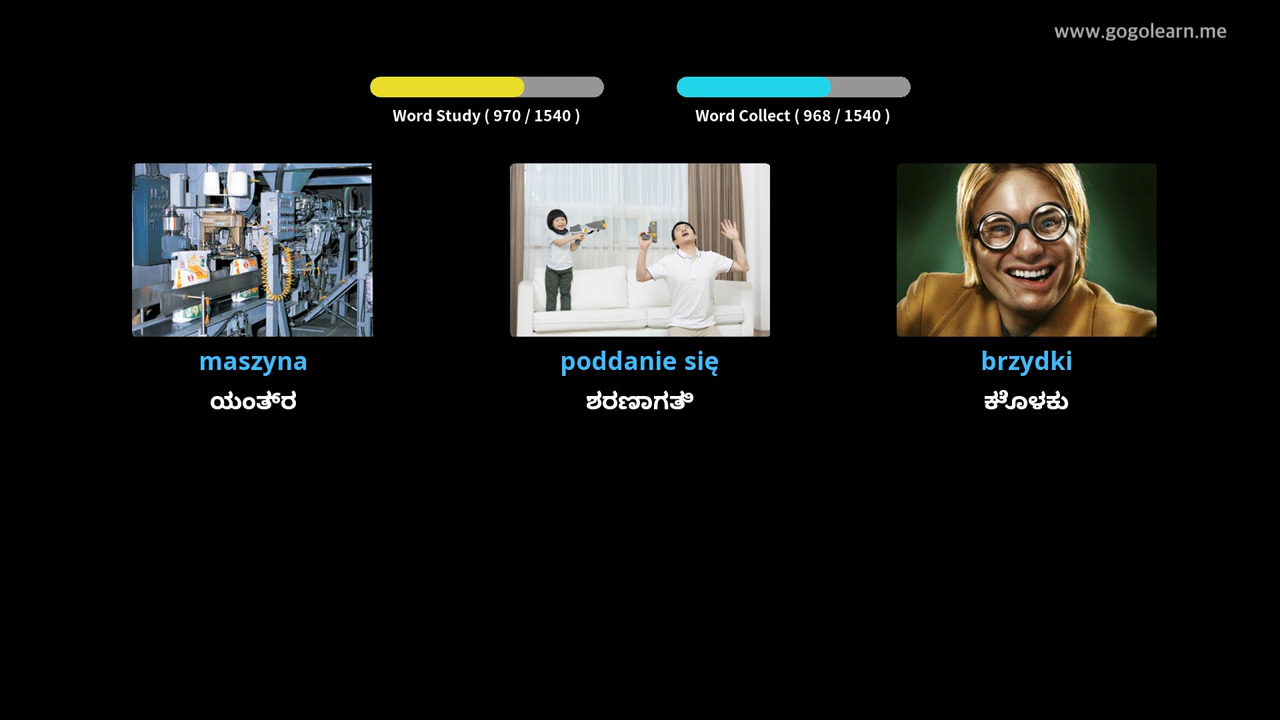 www.gogolearn.me
Word Study ( 970 / 1540 )
Word Collect ( 968 / 1540 )
maszyna
poddanie się
brzydki
ಯಂತ್ರ
ಶರಣಾಗತಿ
ಕೊಳಕು